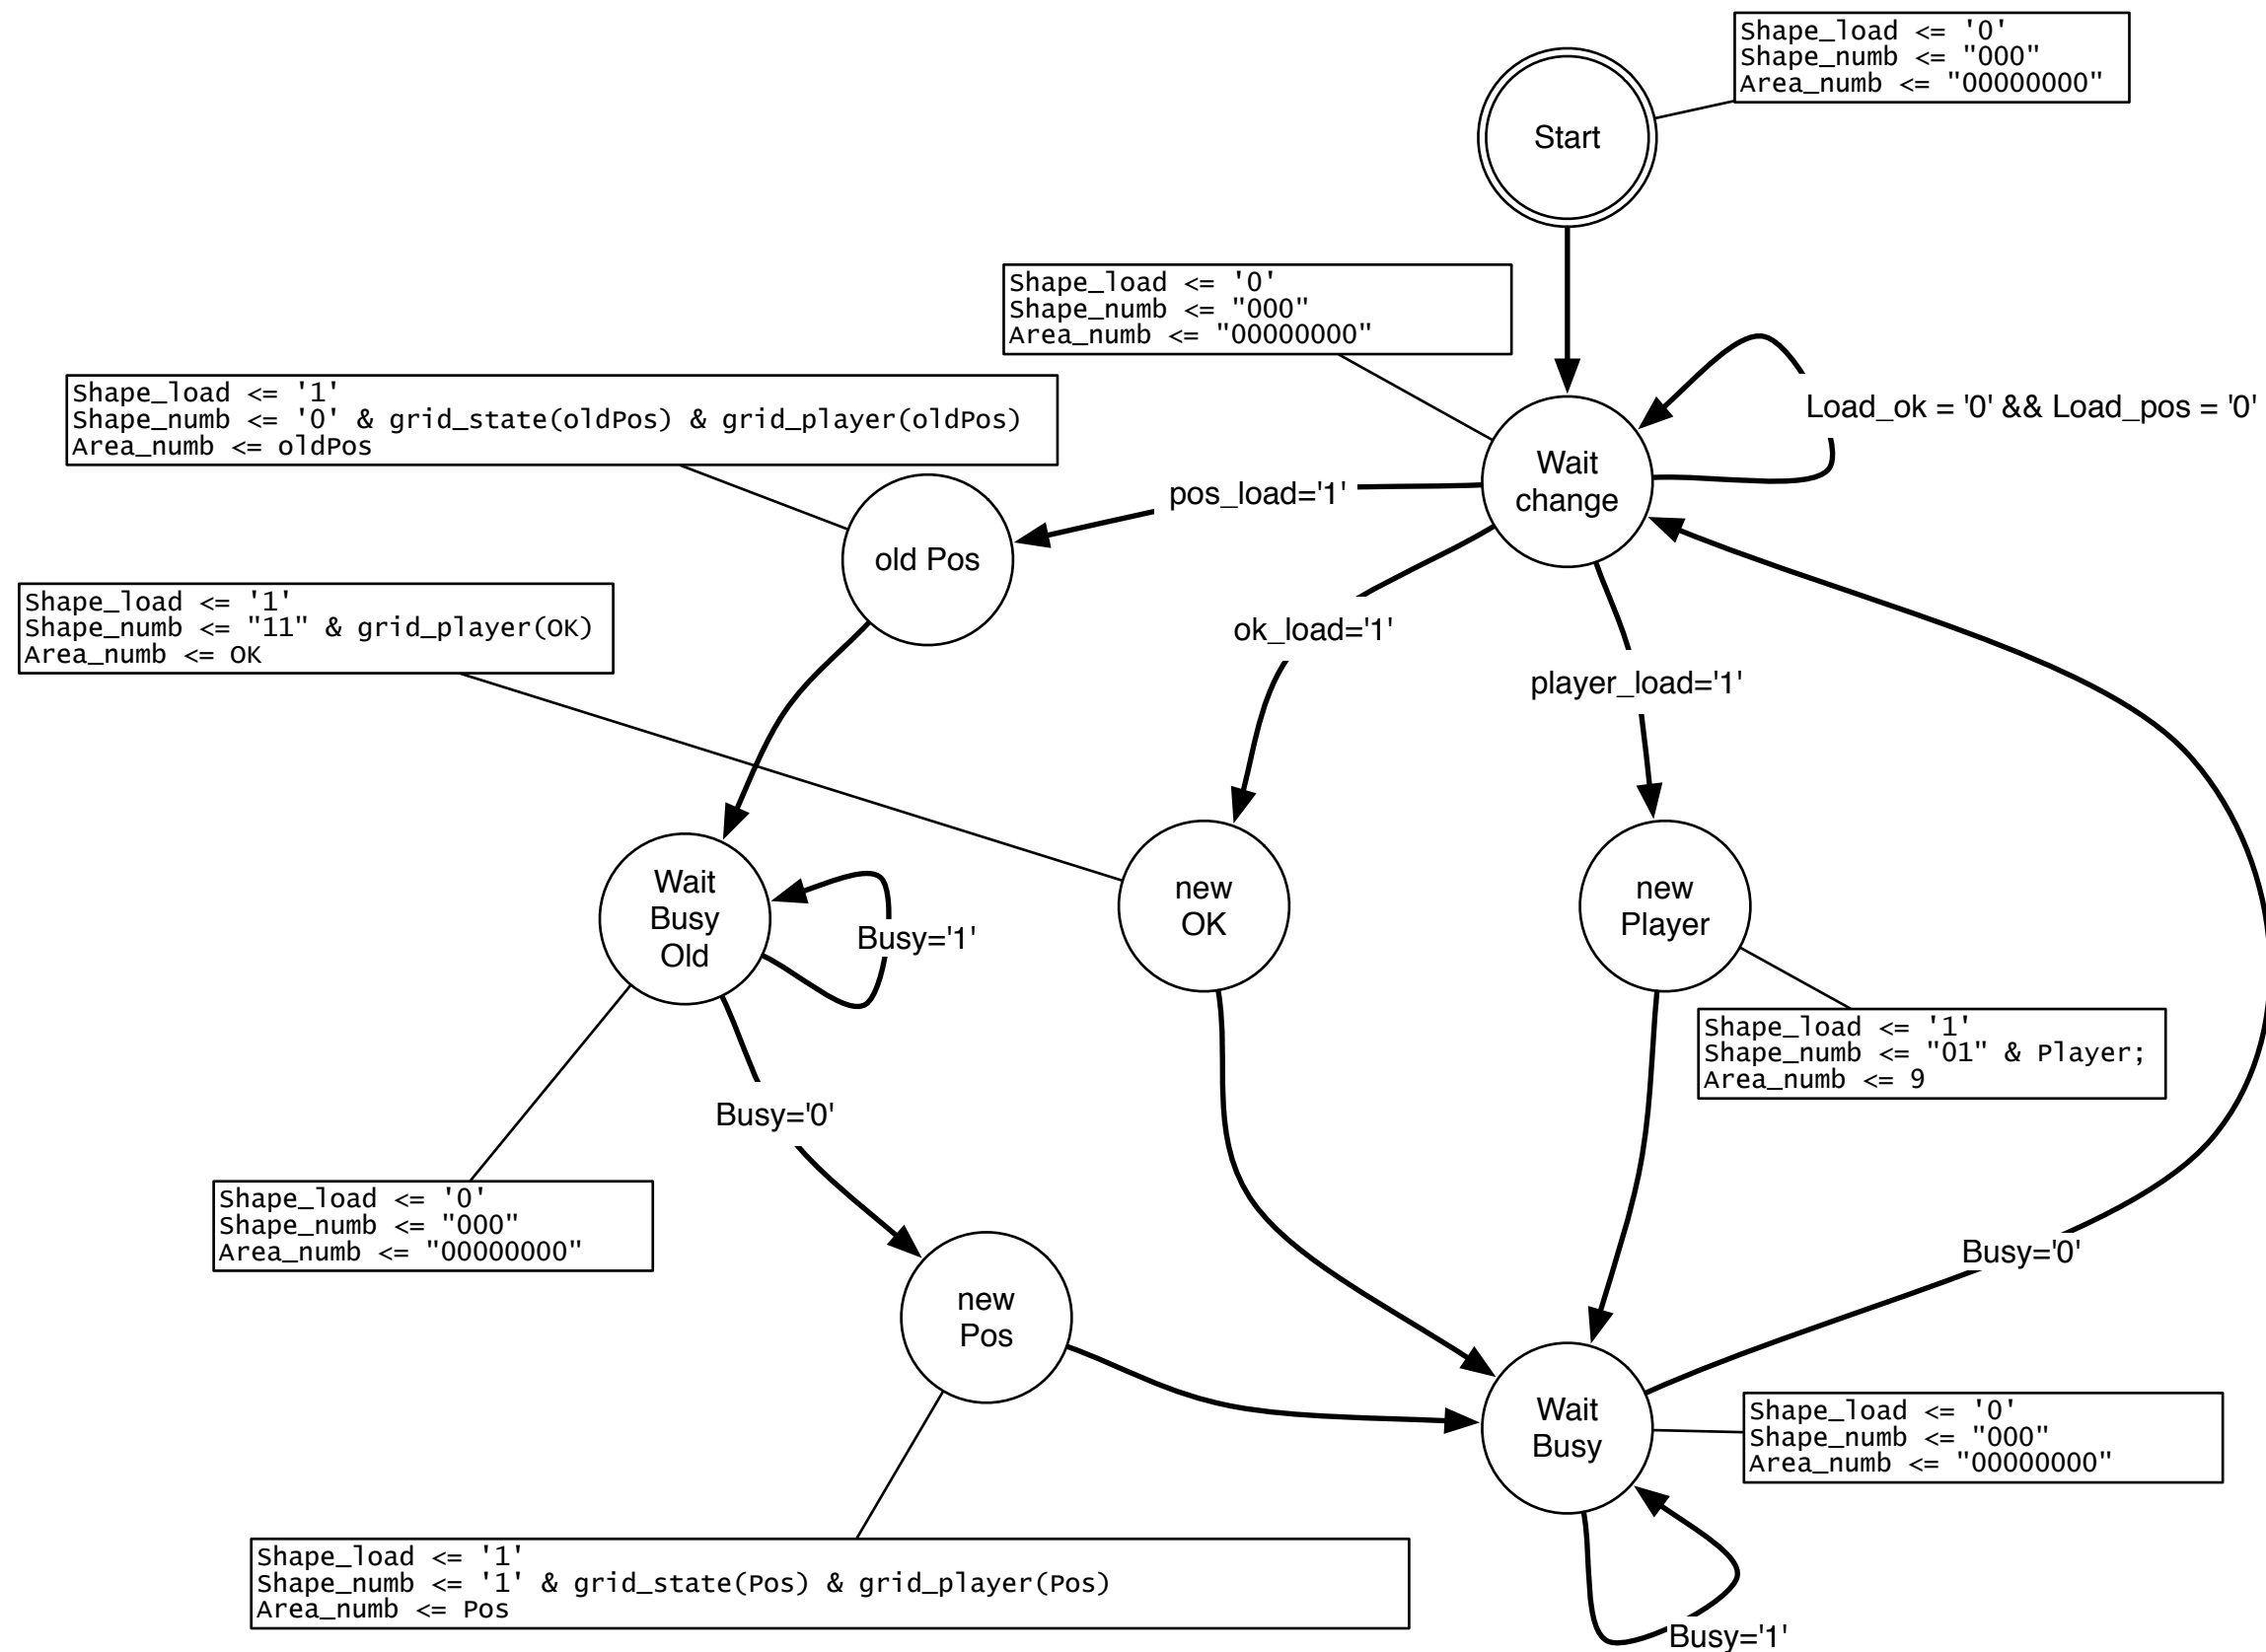 Shape_load <= '0'
Shape_numb <= "000"
Area_numb <= "00000000"
Start
Shape_load <= '0'
Shape_numb <= "000"
Area_numb <= "00000000"
Shape_load <= '1'
Shape_numb <= '0' & grid_state(oldPos) & grid_player(oldPos)
Area_numb <= oldPos
Load_ok = '0' && Load_pos = '0'
Wait
change
pos_load='1'
old Pos
Shape_load <= '1'
Shape_numb <= "11" & grid_player(OK)
Area_numb <= OK
ok_load='1'
player_load='1'
Wait
Busy
Old
Busy='1'
new
OK
new
Player
Shape_load <= '1'
Shape_numb <= "01" & Player;
Area_numb <= 9
Busy='0'
Shape_load <= '0'
Shape_numb <= "000"
Area_numb <= "00000000"
Busy='0'
new
Pos
Wait
Busy
Shape_load <= '0'
Shape_numb <= "000"
Area_numb <= "00000000"
Shape_load <= '1'
Shape_numb <= '1' & grid_state(Pos) & grid_player(Pos)
Area_numb <= Pos
Busy='1'